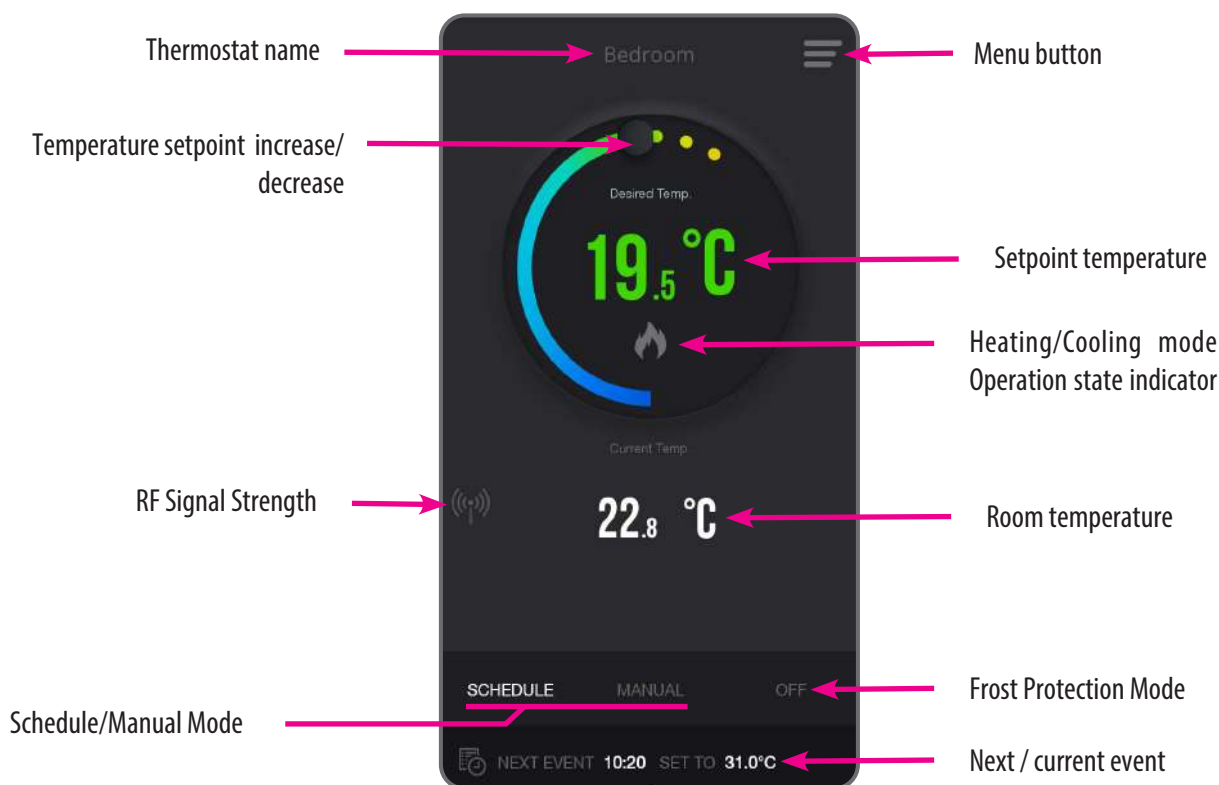 Thermostat name
Bedroom
Menu button
Temperature setpoint increase/
decrease
Desired Temp.
19.5 °C
Setpoint temperature
Heating/Cooling mode
Operation state indicator
Current Temp
RF Signal Strength
22.8 °C
Room temperature
SCHEDULE MANUAL OFF
Frost Protection Mode
Schedule/Manual Mode
NEXT EVENT 10:20 SET TO 31.0°C
Next / current event